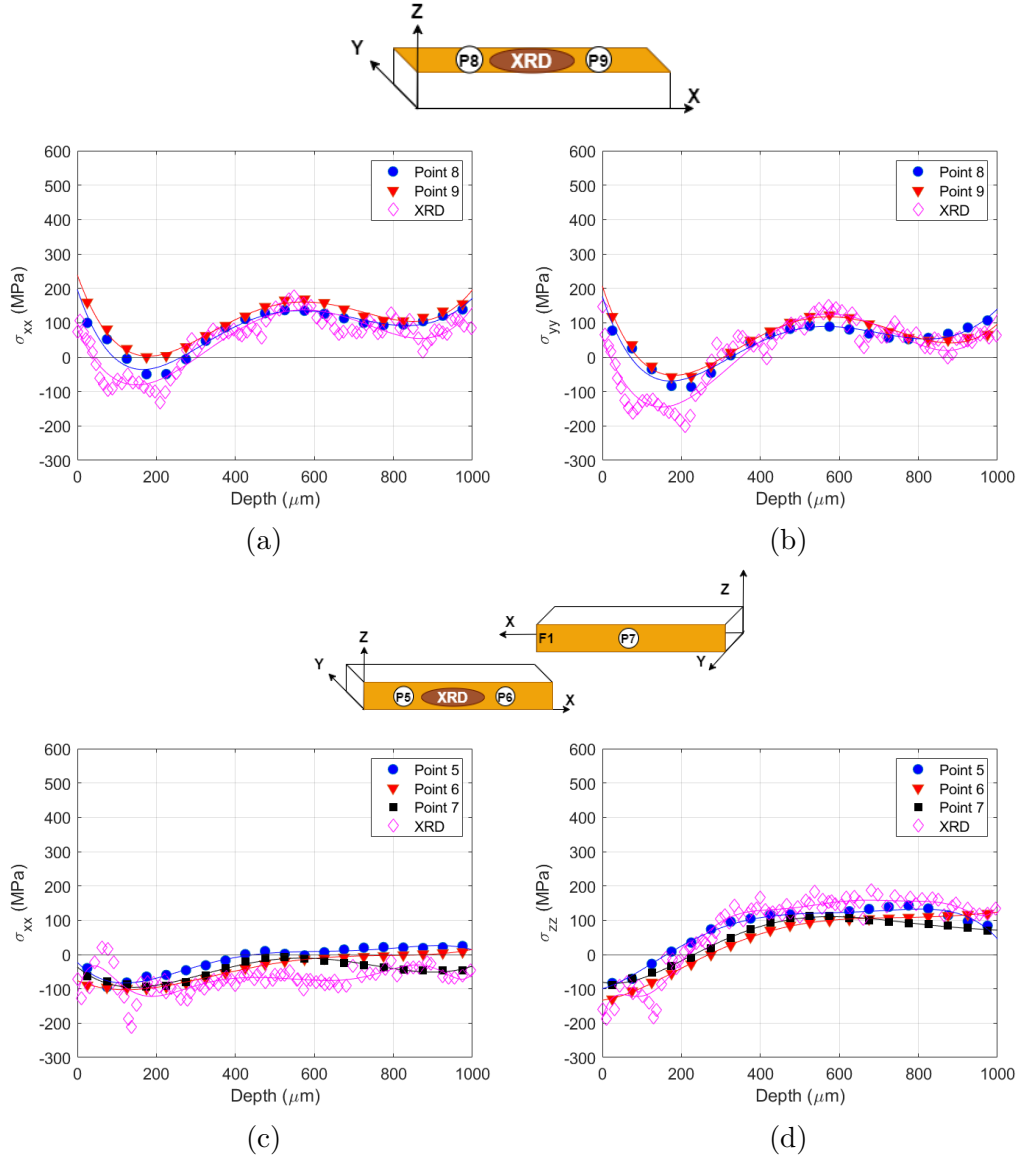 Z
Y
P8
XRD
P9
X
600
500
400
300
200
100
0
-100
-200
-300
0
200
400
600
800
1000
σxx (MPa)
Depth (μm)
Point 8
Point 9
XRD
(a)
600
500
400
300
200
100
0
-100
-200
-300
0
200
400
600
800
1000
σyy (MPa)
Depth (μm)
Point 8
Point 9
XRD
(b)
Z
X
F1
P7
Y
Z
Y
P5
XRD
P6
X
600
500
400
300
200
100
0
-100
-200
-300
0
200
400
600
800
1000
σxx (MPa)
Depth (μm)
Point 5
Point 6
Point 7
XRD
(c)
600
500
400
300
200
100
0
-100
-200
-300
0
200
400
600
800
1000
σzz (MPa)
Depth (μm)
Point 5
Point 6
Point 7
XRD
(d)